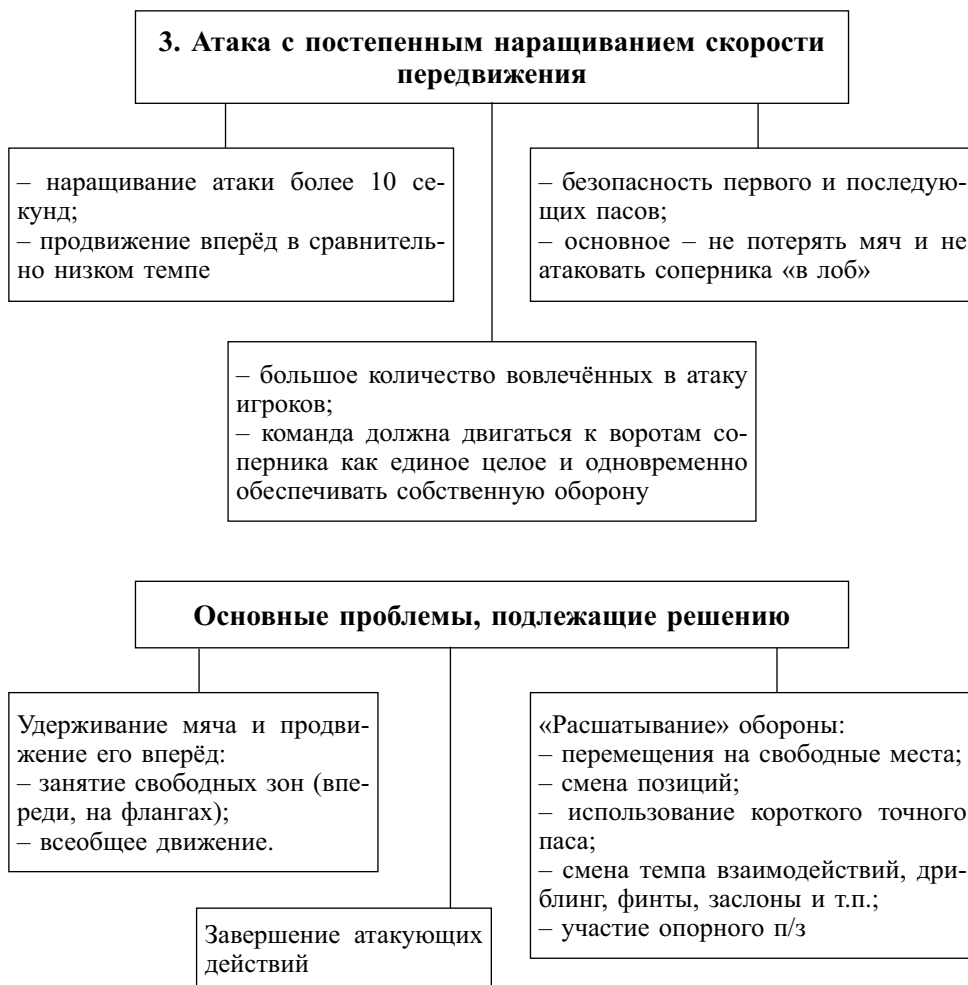 3. Атака с постепенным наращиванием скорости
передвижения
– наращивание атаки более 10 се-
кунд;
– продвижение вперёд в сравнитель-
но низком темпе
– безопасность первого и последую-
щих пасов;
– основное – не потерять мяч и не
атаковать соперника «в лоб»
– большое количество вовлечённых в атаку
игроков;
– команда должна двигаться к воротам со-
перника как единое целое и одновременно
обеспечивать собственную оборону
Основные проблемы, подлежащие решению
Удерживание мяча и продви-
жение его вперёд:
– занятие свободных зон (впе-
реди, на флангах);
– всеобщее движение.
«Расшатывание» обороны:
– перемещения на свободные места;
– смена позиций;
– использование короткого точного
паса;
– смена темпа взаимодействий, дри-
блинг, финты, заслоны и т.п.;
– участие опорного п/з
Завершение атакующих
действий